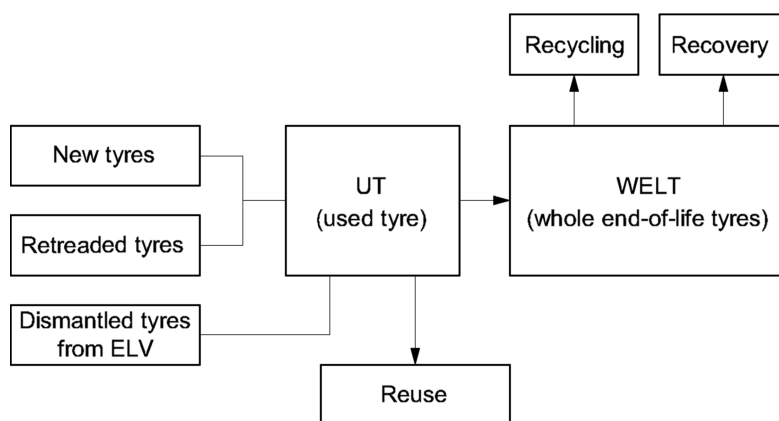 Recycling
Recovery
New tyres
UT
(used tyre)
WELT
(whole end-of-life tyres)
Retreaded tyres
Dismantled tyres
from ELV
Reuse